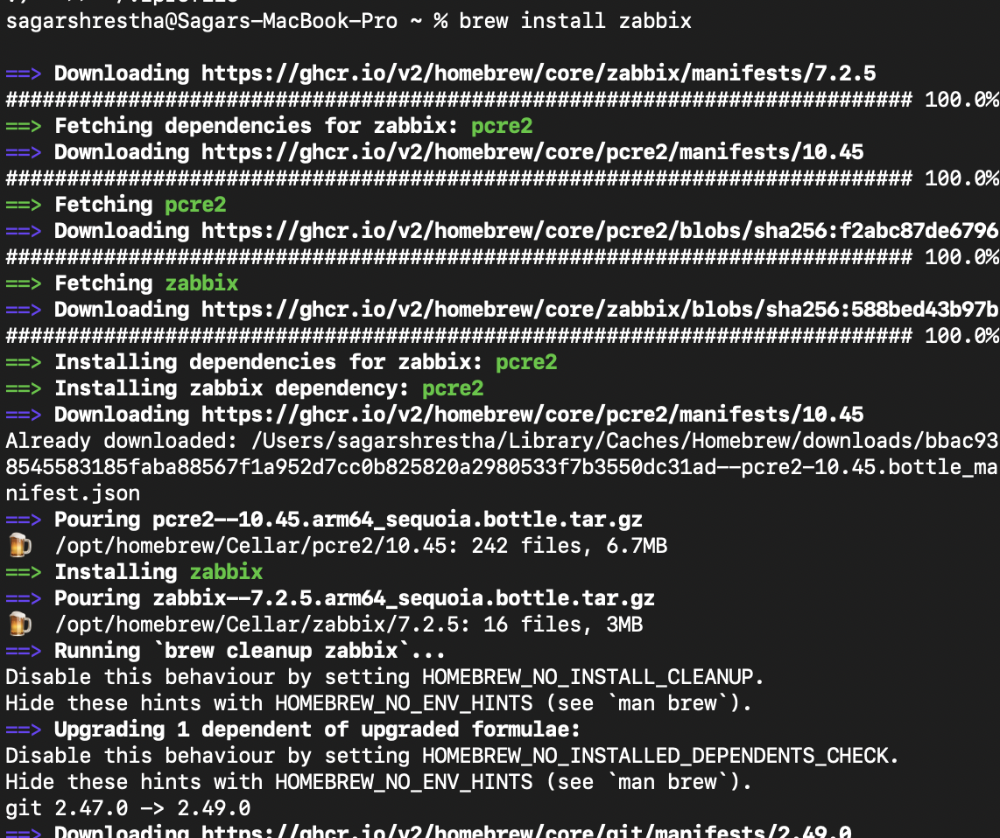 sagarshrestha@Sagars-MacBook-Pro ~ % brew install zabbix
==> Downloading https://ghcr.io/v2/homebrew/core/zabbix/manifests/7.2.5
########################################################################## 100.0%
==> Fetching dependencies for zabbix: pcre2
==> Downloading https://ghcr.io/v2/homebrew/core/pcre2/manifests/10.45
########################################################################## 100.0%
==> Fetching pcre2
==> Downloading https://ghcr.io/v2/homebrew/core/pcre2/blobs/sha256:f2abc87de6796
########################################################################## 100.0%
==> Fetching zabbix
==> Downloading https://ghcr.io/v2/homebrew/core/zabbix/blobs/sha256:588bed43b97b
########################################################################## 100.0%
==> Installing dependencies for zabbix: pcre2
==> Installing zabbix dependency: pcre2
==> Downloading https://ghcr.io/v2/homebrew/core/pcre2/manifests/10.45
Already downloaded: /Users/sagarshrestha/Library/Caches/Homebrew/downloads/bbac93
8545583185faba88567f1a952d7cc0b825820a2980533f7b3550dc31ad--pcre2-10.45.bottle_ma
nifest.json
==> Pouring pcre2--10.45.arm64_sequoia.bottle.tar.gz
🍺  /opt/homebrew/Cellar/pcre2/10.45: 242 files, 6.7MB
==> Installing zabbix
==> Pouring zabbix--7.2.5.arm64_sequoia.bottle.tar.gz
🍺  /opt/homebrew/Cellar/zabbix/7.2.5: 16 files, 3MB
==> Running `brew cleanup zabbix`...
Disable this behaviour by setting HOMEBREW_NO_INSTALL_CLEANUP.
Hide these hints with HOMEBREW_NO_ENV_HINTS (see `man brew`).
==> Upgrading 1 dependent of upgraded formulae:
Disable this behaviour by setting HOMEBREW_NO_INSTALLED_DEPENDENTS_CHECK.
Hide these hints with HOMEBREW_NO_ENV_HINTS (see `man brew`).
git 2.47.0 -> 2.49.0
==> Downloading https://ghcr.io/v2/homebrew/core/git/manifests/2.49.0